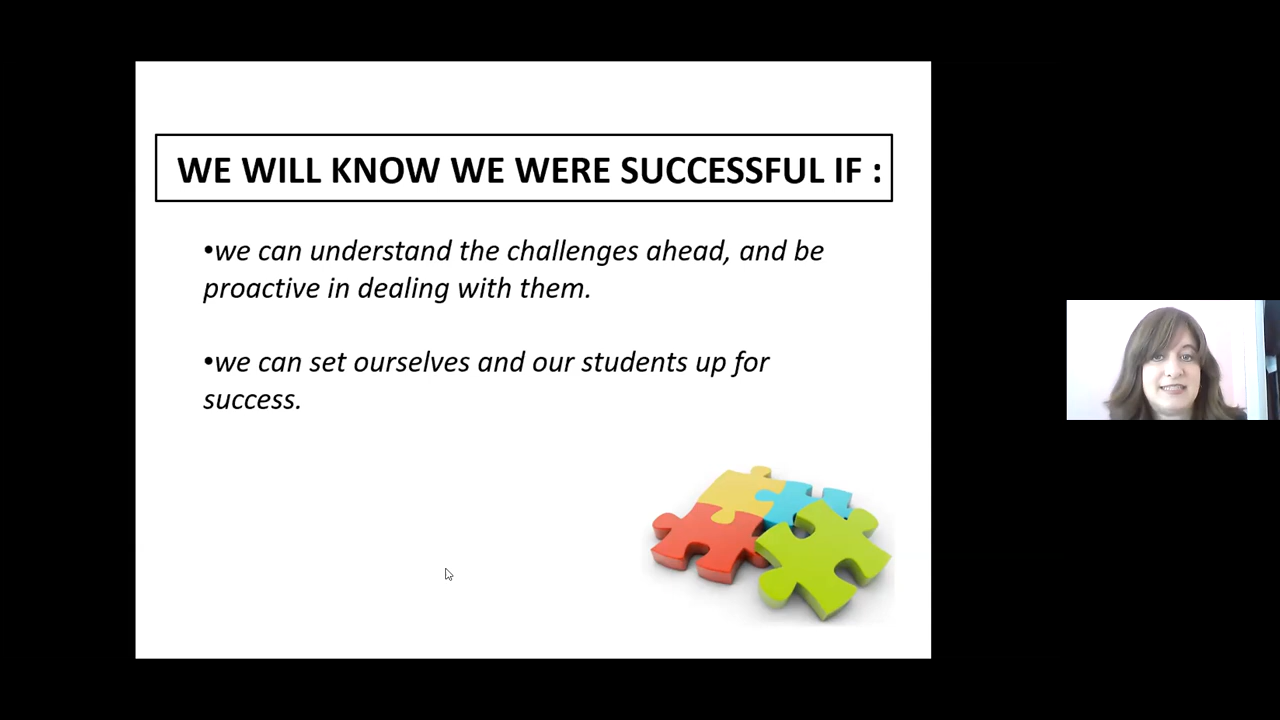 WE WILL KNOW WE WERE SUCCESSFUL IF :
•we can understand the challenges ahead, and be
proactive in dealing with them.
•we can set ourselves and our students up for
success.